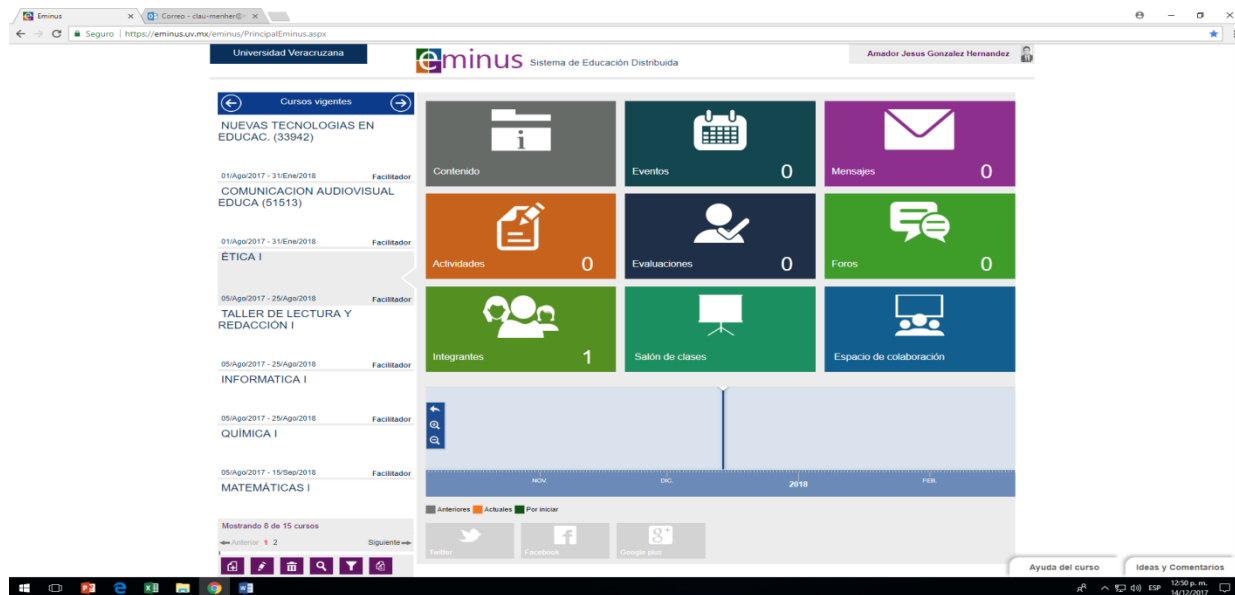 Eminus
Correo - clau-menher@
Seguro | https://eminus.uv.mx/eminus/PrincipalEminus.aspx
Universidad Veracruzana
eminus Sistema de Educación Distribuida
Amador Jesus Gonzalez Hernandez
Cursos vigentes
NUEVAS TECNOLOGIAS EN
EDUCAC. (33942)
01/Ago/2017 - 31/Ene/2018 Facilitador
COMUNICACION AUDIOVISUAL
EDUCA (51513)
01/Ago/2017 - 31/Ene/2018 Facilitador
ÉTICA I
05/Ago/2017 - 25/Ago/2018 Facilitador
TALLER DE LECTURA Y
REDACCIÓN I
05/Ago/2017 - 25/Ago/2018 Facilitador
INFORMATICA I
05/Ago/2017 - 25/Ago/2018 Facilitador
QUÍMICA I
05/Ago/2017 - 15/Sep/2018 Facilitador
MATEMÁTICAS I
Mostrando 8 de 15 cursos
Anterior 1 2 Siguiente
Contenido
Eventos 0
Mensajes 0
Actividades 0
Evaluaciones 0
Foros 0
Integrantes 1
Salón de clases
Espacio de colaboración
NOV. DIC. 2018 FEB.
Anteriores Actuales Por iniciar
Twitter
Facebook
Google plus
Ayuda del curso
Ideas y Comentarios
ESP
12:50 p. m.
14/12/2017